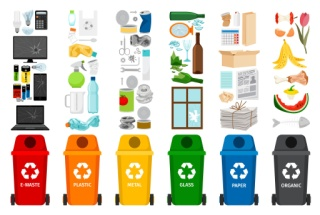 E-WASTE
PLASTIC
METAL
GLASS
PAPER
ORGANIC